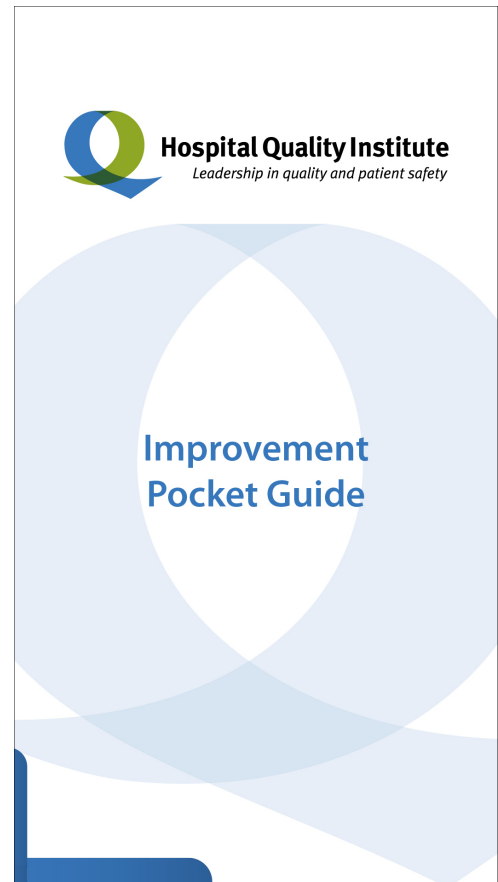 Hospital Quality Institute
Leadership in quality and patient safety
Improvement
Pocket Guide